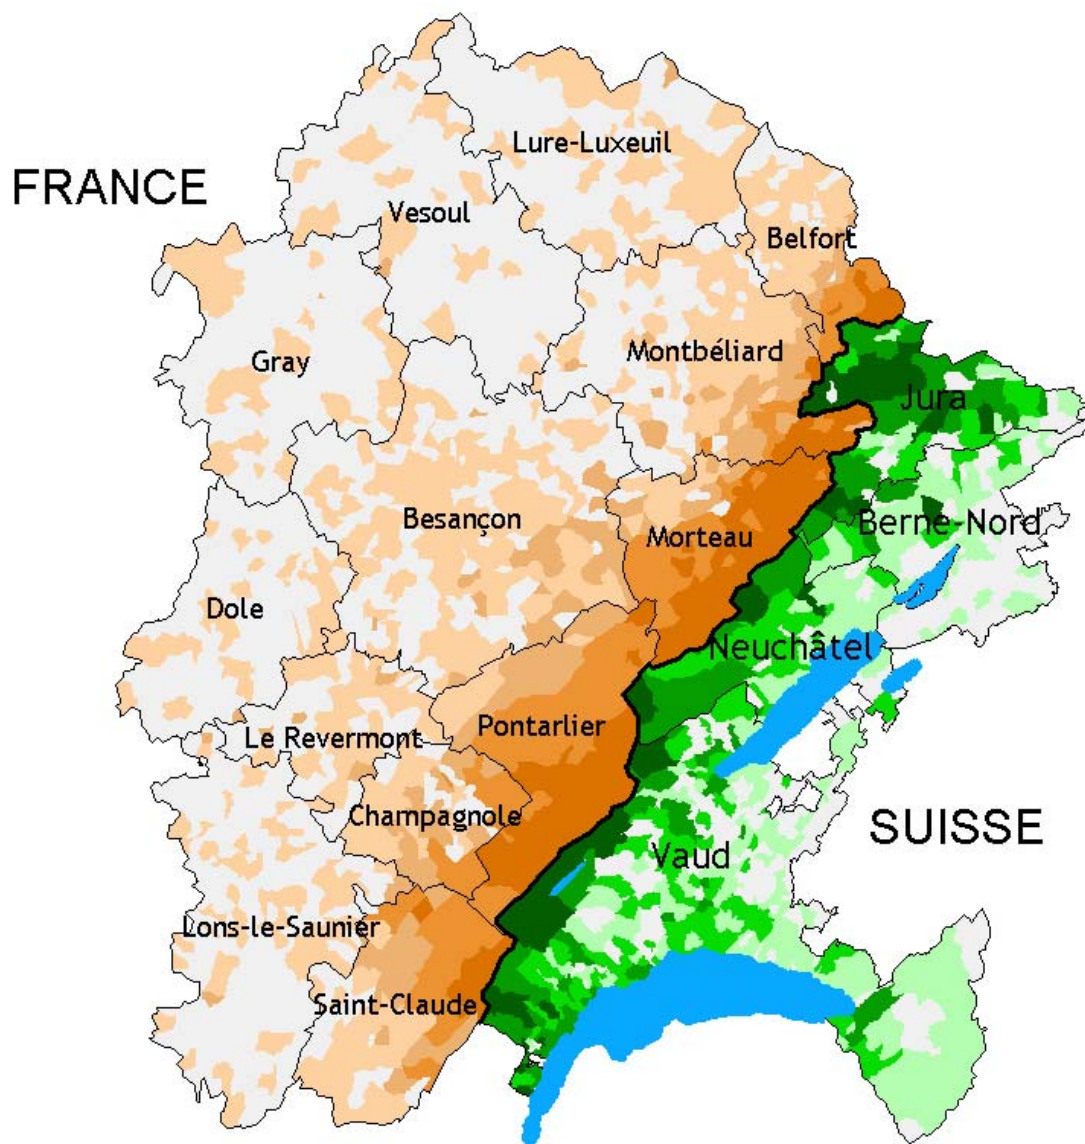 Lure-Luxeuil
FRANCE
Vesoul
Belfort
Gray
Montbéliard
Jura
Besançon
Morteau
Berne-Nord
Dole
Neuchâtel
Pontarlier
Le Revermont
Champagnole
SUISSE
Vaud
Lons-le-Saunier
Saint-Claude